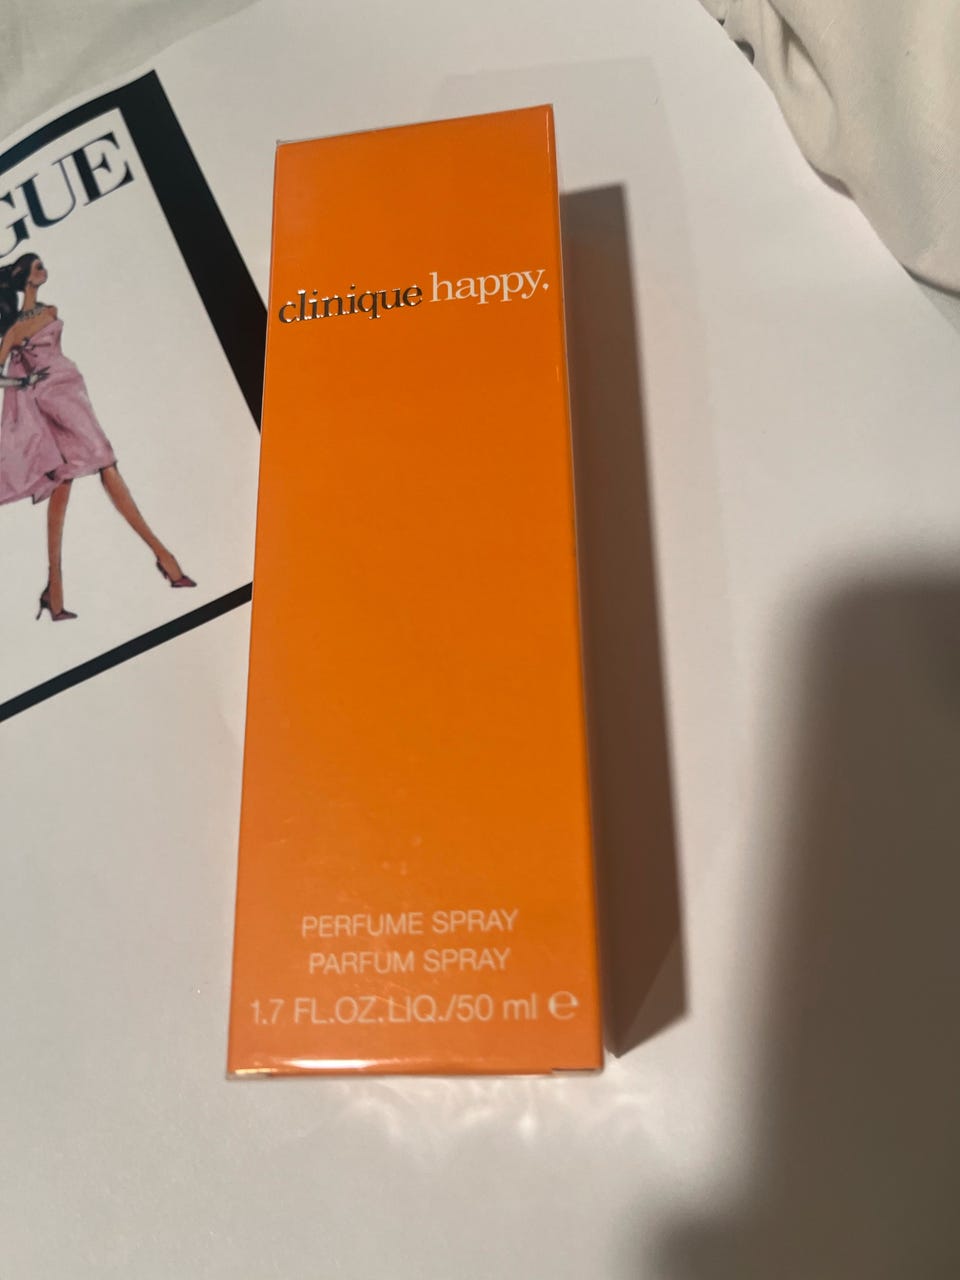 GUE
clinique happy.
PERFUME SPRAY
PARFUM SPRAY
1.7 FL.OZ.LIQ./50 ml ℮